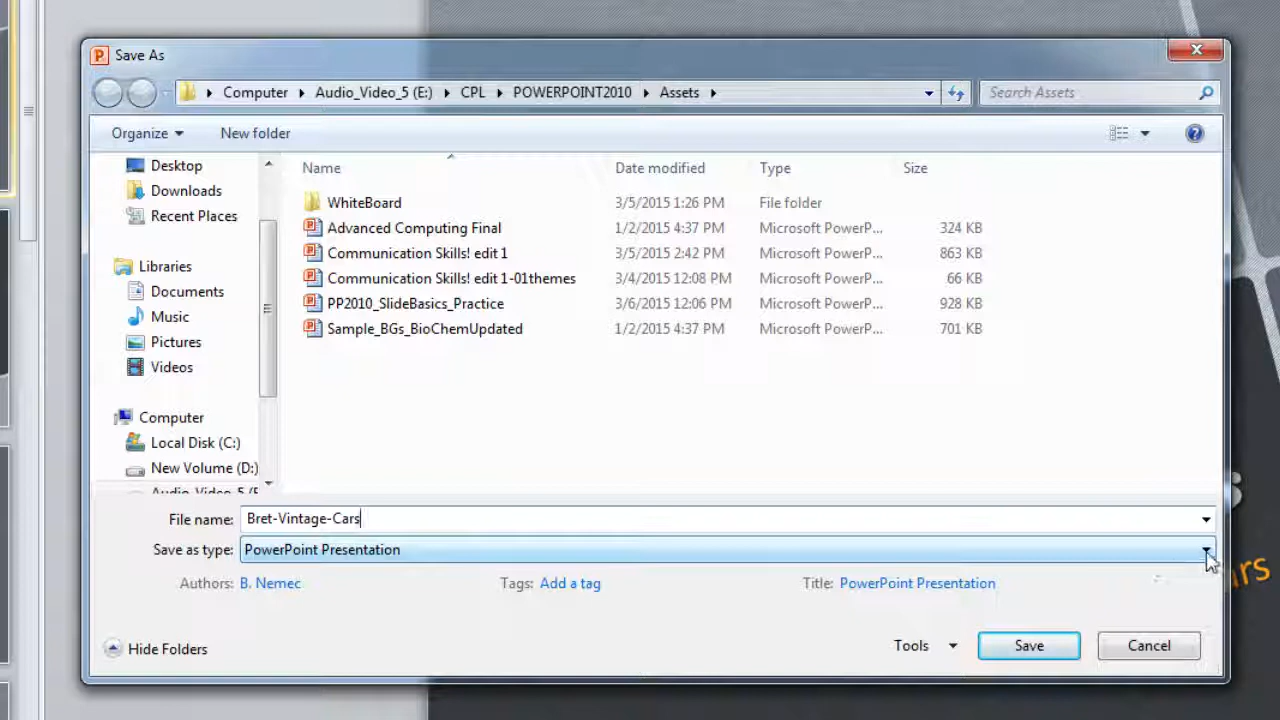 Save As
Computer Audio_Video_5 (E:) CPL POWERPOINT2010 Assets Search Assets
Organize New folder
Name Date modified Type Size
Desktop
Downloads
Recent Places
Libraries
Documents
Music
Pictures
Videos
Computer
Local Disk (C:)
New Volume (D:)
Audio_Video_5 (E
WhiteBoard 3/5/2015 1:26 PM File folder
Advanced Computing Final 1/2/2015 4:37 PM Microsoft PowerP... 324 KB
Communication Skills! edit 1 3/5/2015 2:42 PM Microsoft PowerP... 863 KB
Communication Skills! edit 1-01themes 3/4/2015 12:08 PM Microsoft PowerP... 66 KB
PP2010_SlideBasics_Practice 3/6/2015 12:06 PM Microsoft PowerP... 928 KB
Sample_BGs_BioChemUpdated 1/2/2015 4:37 PM Microsoft PowerP... 701 KB
File name: Bret-Vintage-Cars
Save as type: PowerPoint Presentation
Authors: B. Nemec Tags: Add a tag Title: PowerPoint Presentation
Hide Folders Tools Save Cancel